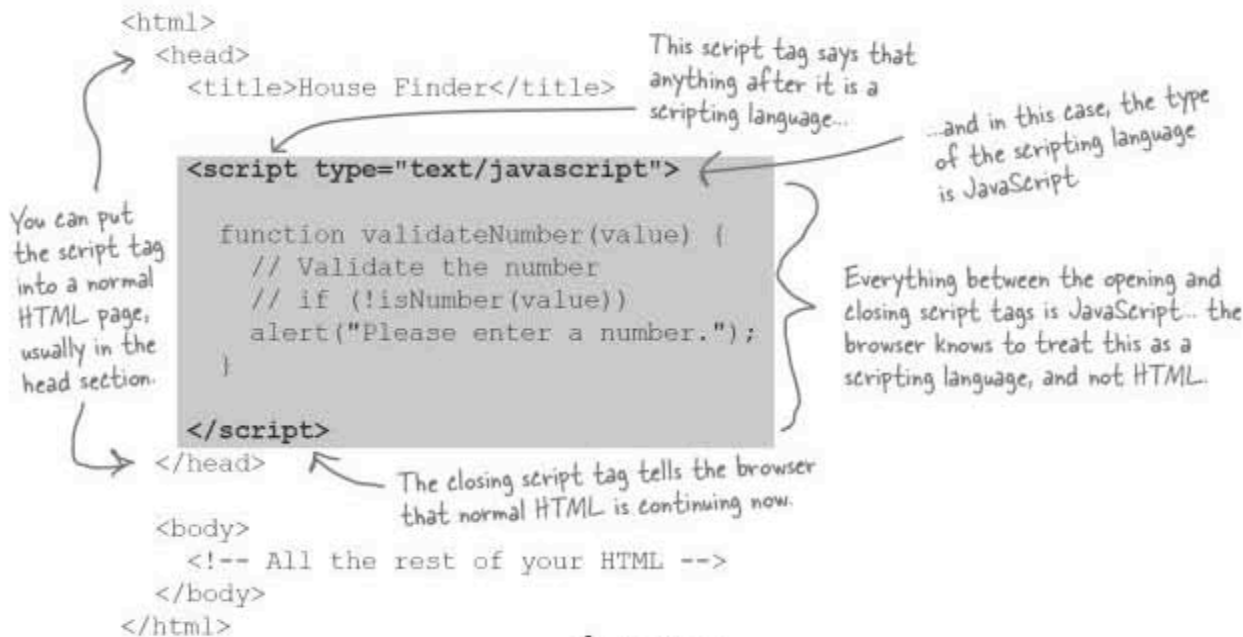 <html>
<head>
<title>House Finder</title>
<script type="text/javascript">
function validateNumber(value) {
// Validate the number
// if (!isNumber(value))
alert("Please enter a number.");
}
</script>
</head>
<body>
<!-- All the rest of your HTML -->
</body>
</html>
This script tag says that
anything after it is a
scripting language...
...and in this case, the type
of the scripting language
is JavaScript
You can put
the script tag
into a normal
HTML page,
usually in the
head section.
Everything between the opening and
closing script tags is JavaScript... the
browser knows to treat this as a
scripting language, and not HTML.
The closing script tag tells the browser
that normal HTML is continuing now.